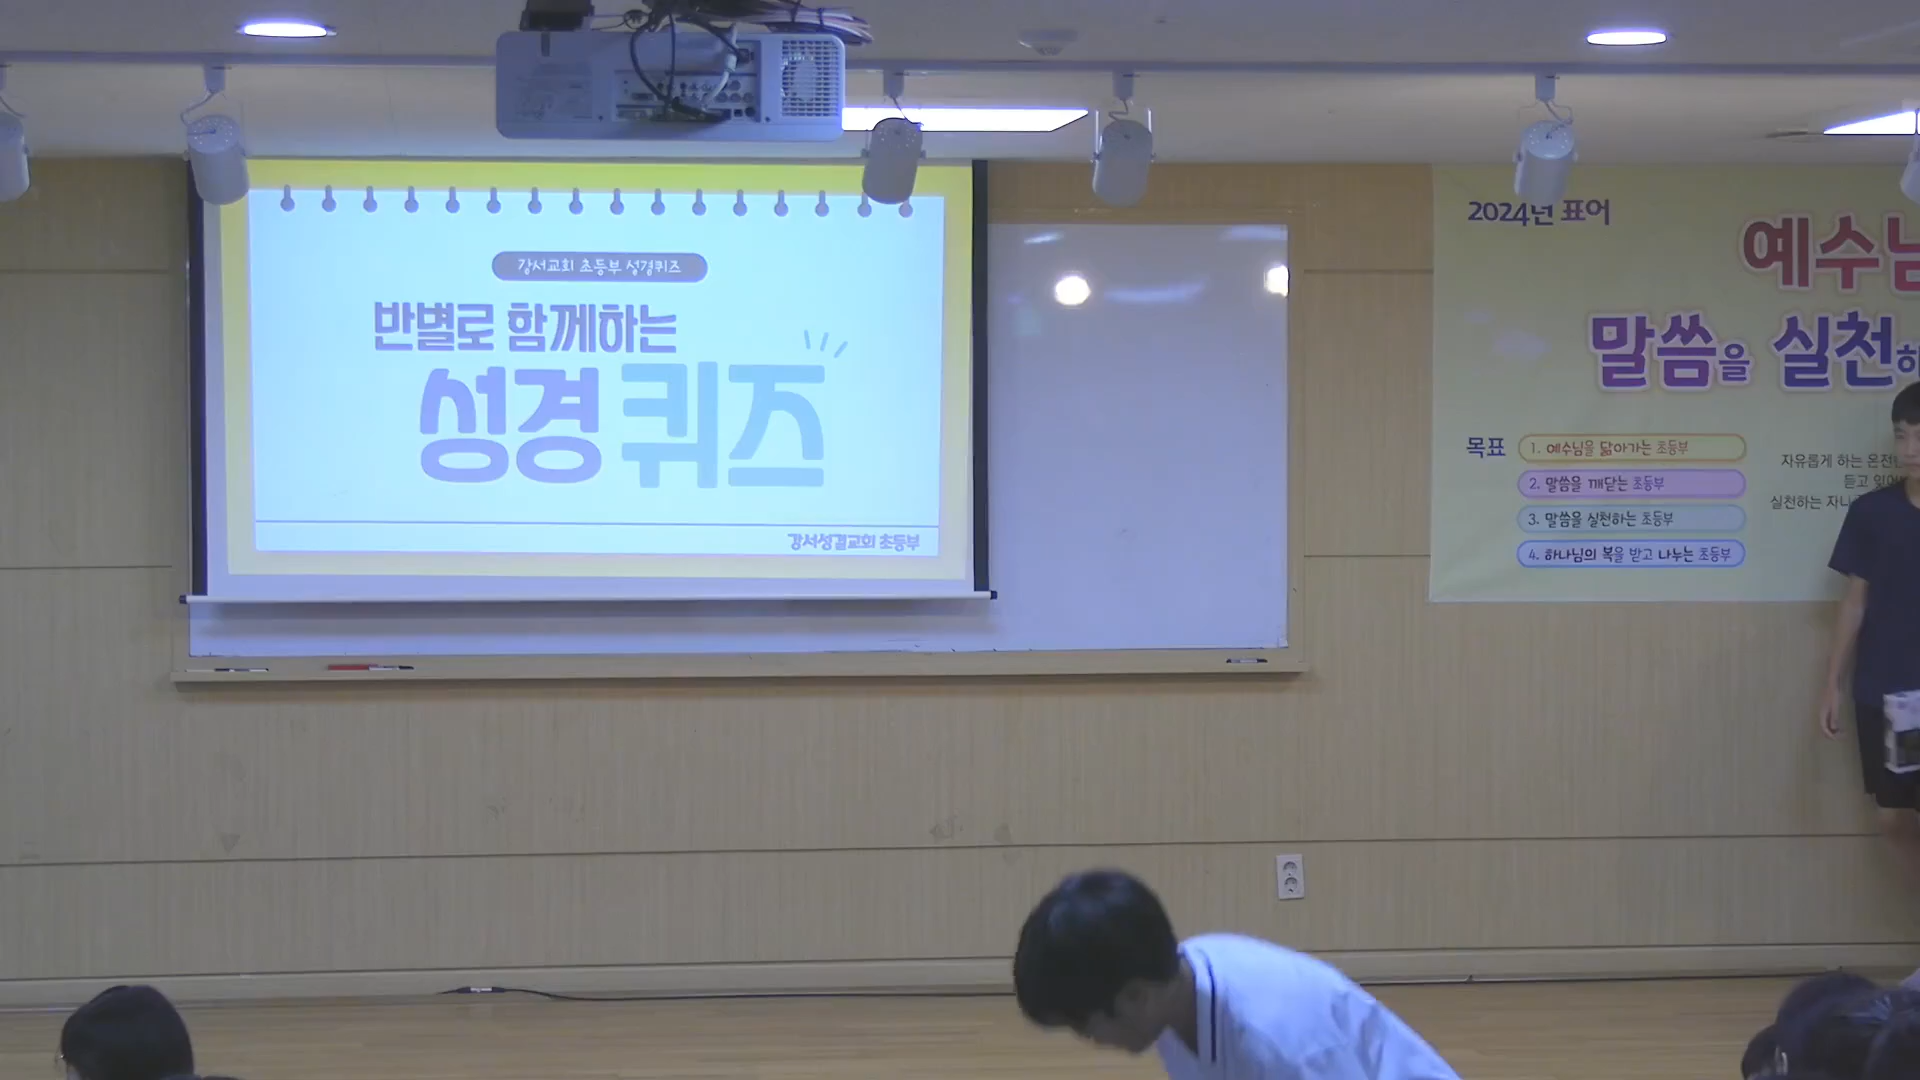 강서교회 초등부 성경퀴즈
반별로 함께하는
성경 퀴즈
강서성결교회 초등부
2024년 표어
예수님
말씀을 실천하
목표
1. 예수님을 닮아가는 초등부
2. 말씀을 깨닫는 초등부
3. 말씀을 실천하는 초등부
4. 하나님의 복을 받고 나누는 초등부
자유롭게 하는 온전한
듣고 잊어
실천하는 자니